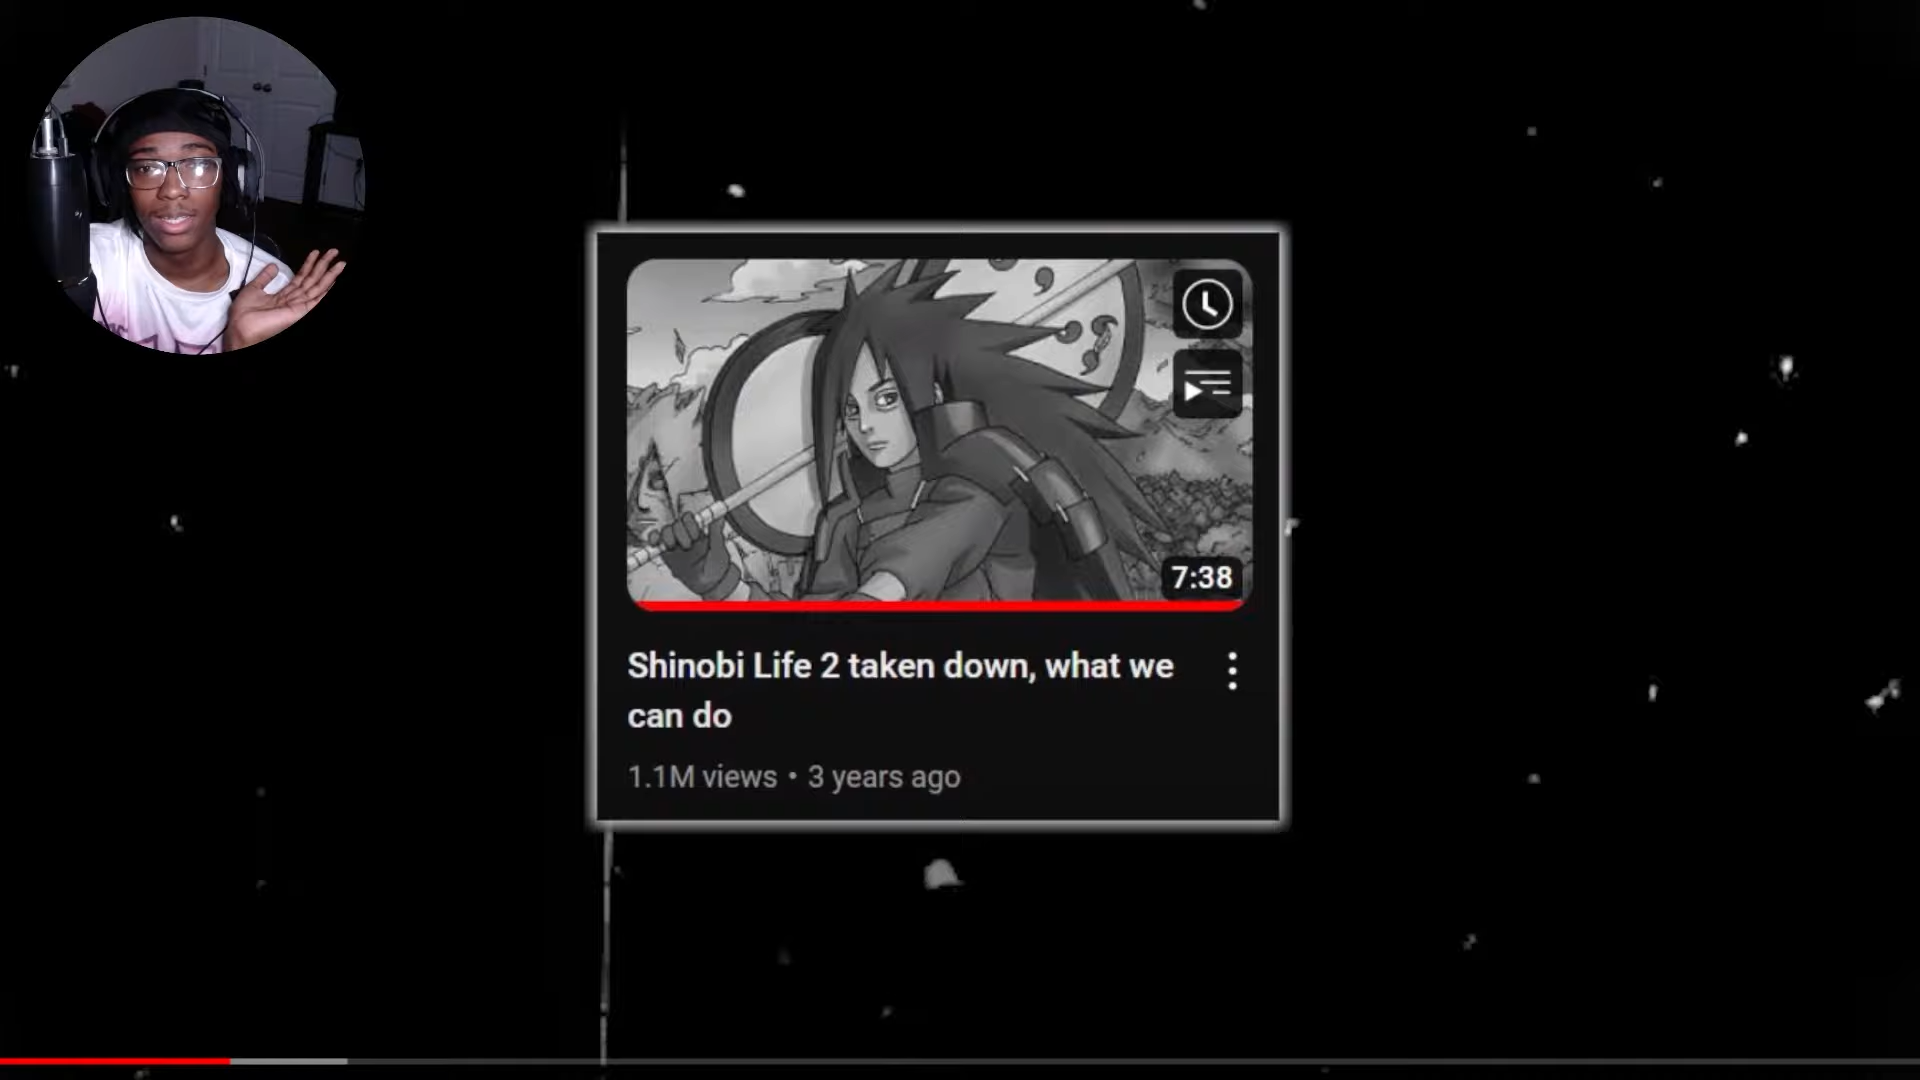 7:38
Shinobi Life 2 taken down, what we
can do
1.1M views • 3 years ago